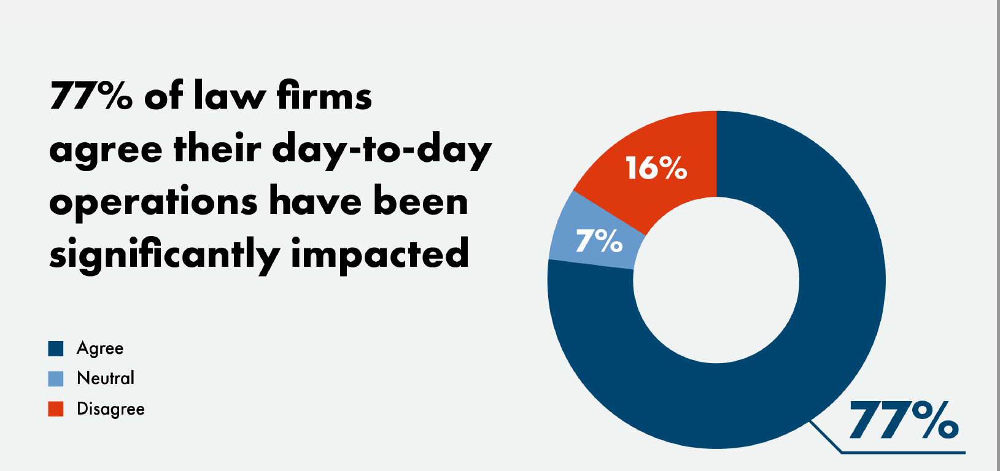 77% of law firms
agree their day-to-day
operations have been
significantly impacted
Agree
Neutral
Disagree
16%
7%
77%